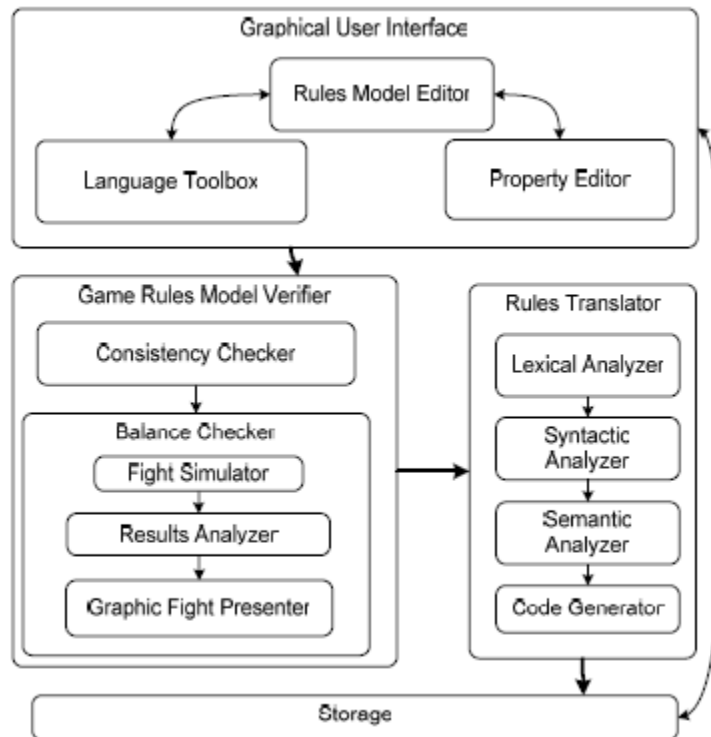 Graphical User Interface
Rules Model Editor
Language Toolbox
Property Editor
Game Rules Model Verifier
Consistency Checker
Balance Checker
Fight Simulator
Results Analyzer
Graphic Fight Presenter
Rules Translator
Lexical Analyzer
Syntactic
Analyzer
Semantic
Analyzer
Code Generator
Storage